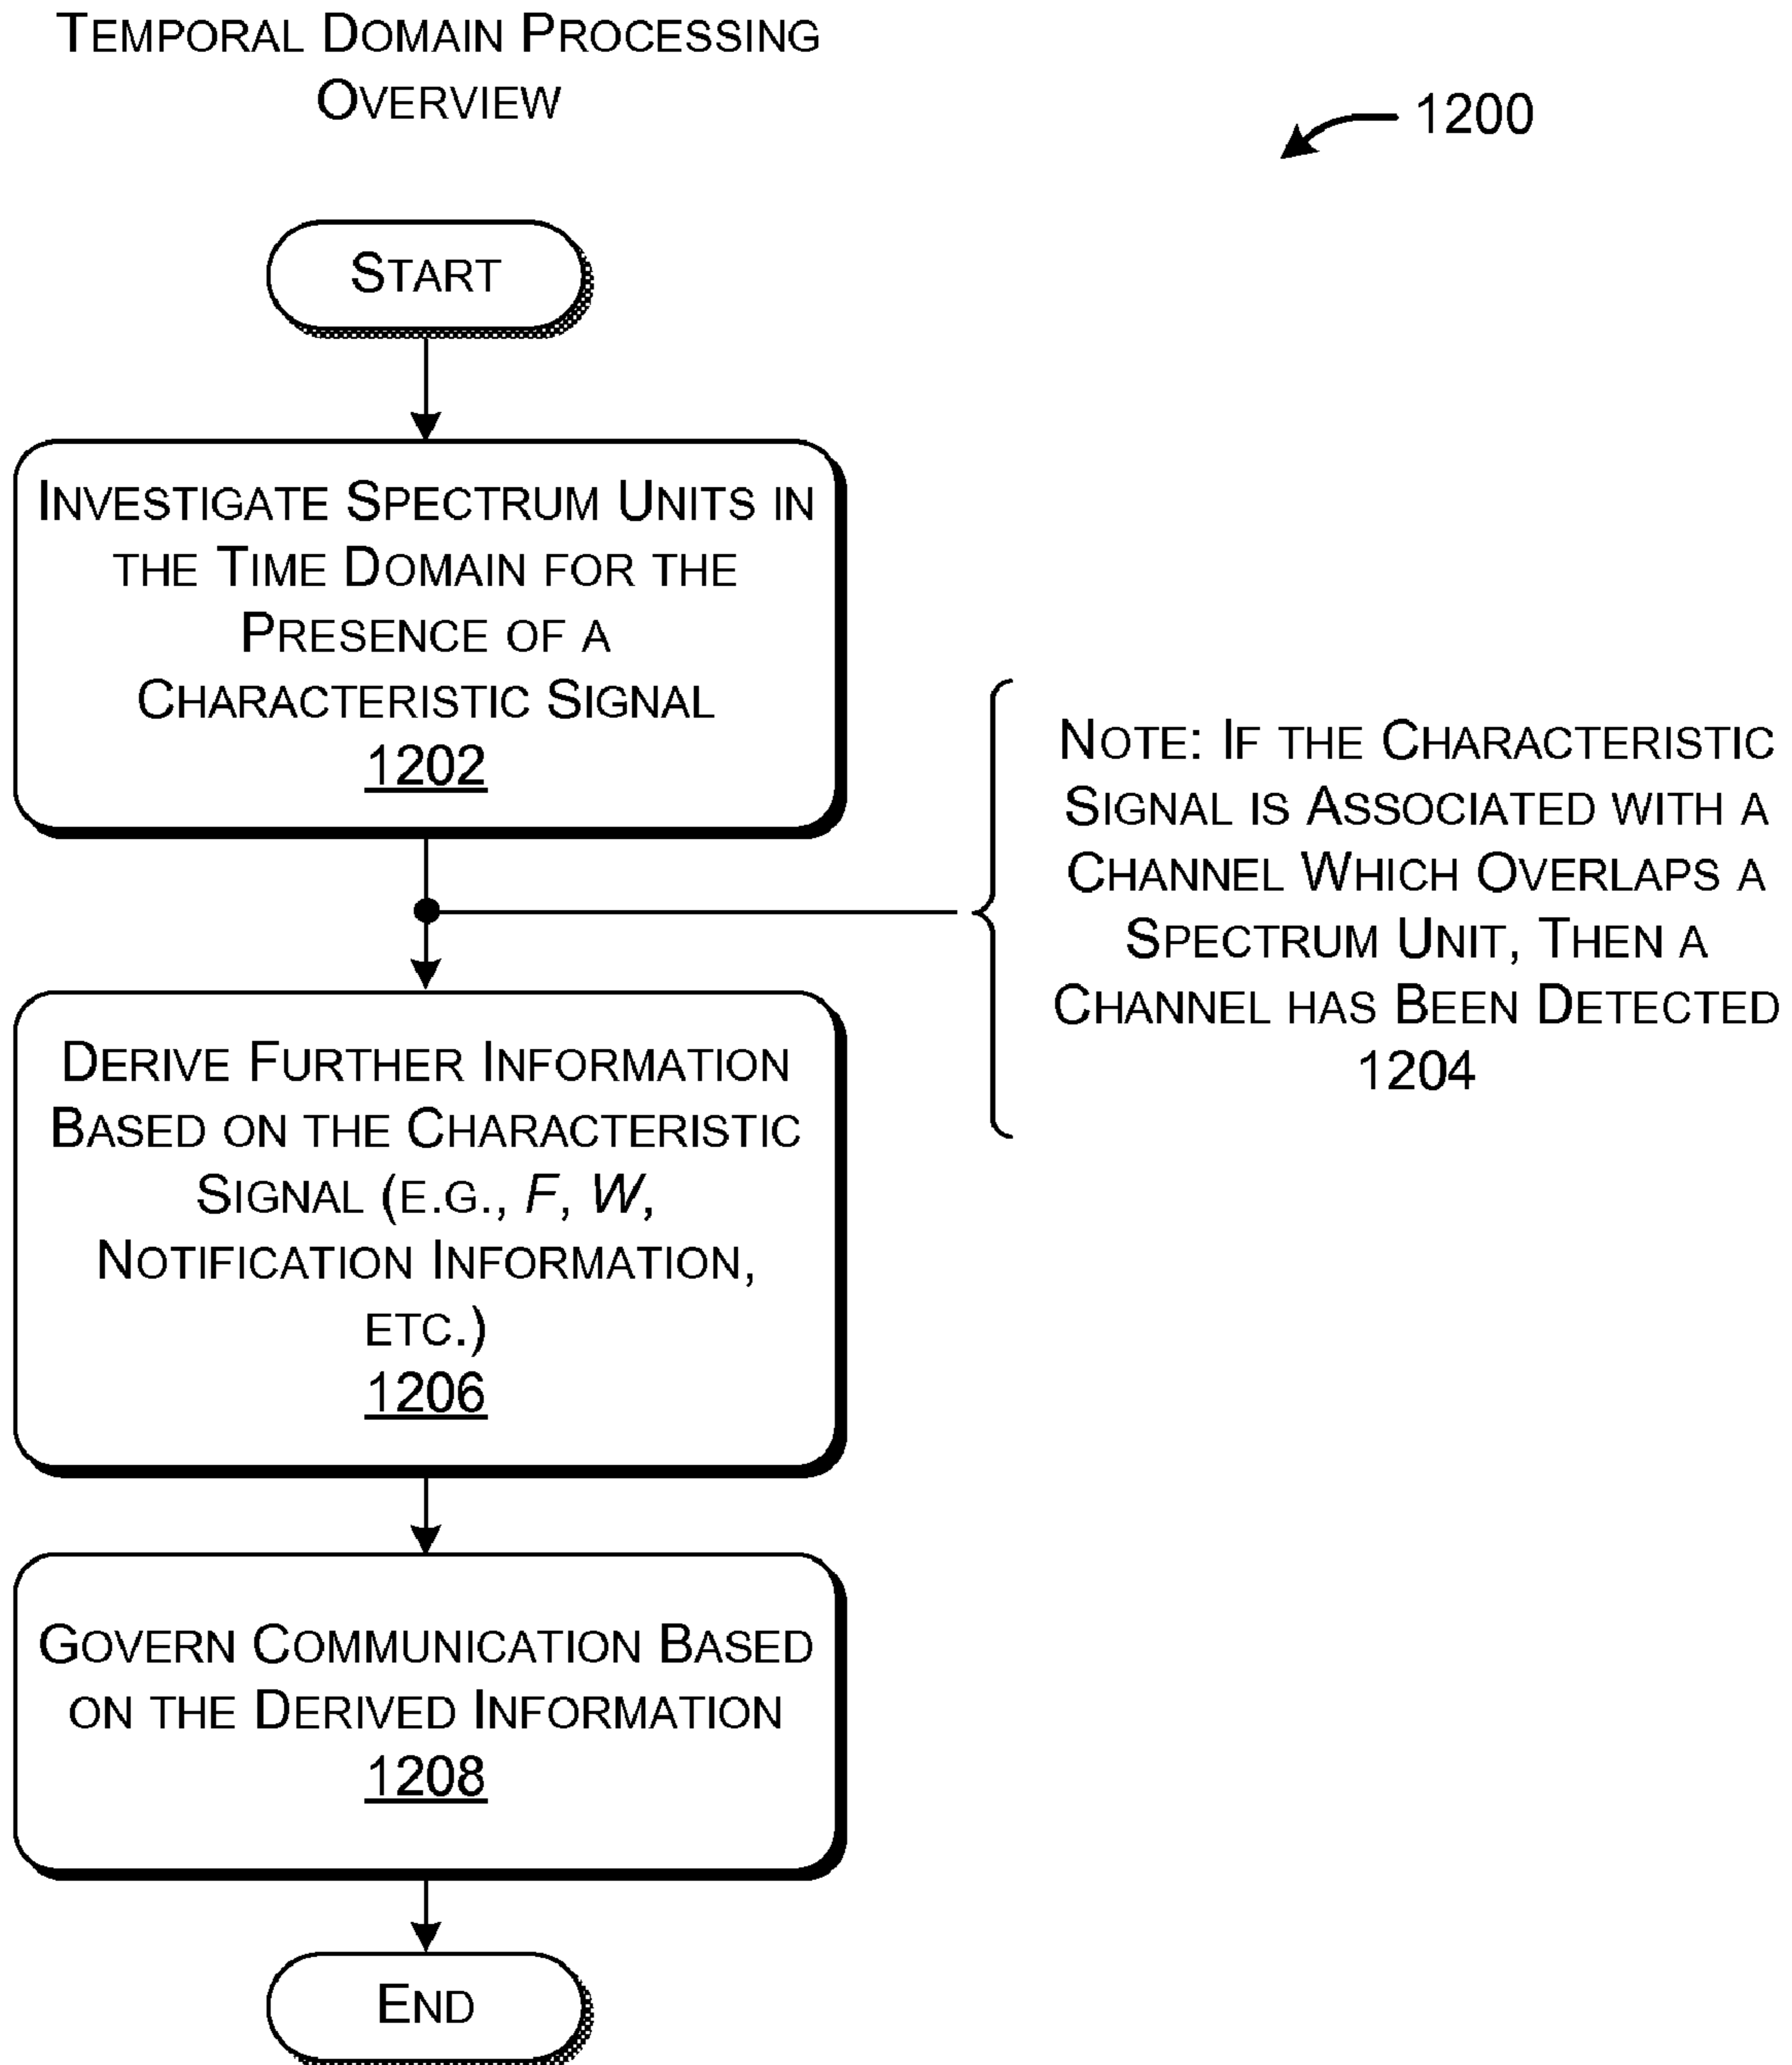 TEMPORAL DOMAIN PROCESSING
OVERVIEW
1200
START
INVESTIGATE SPECTRUM UNITS IN
THE TIME DOMAIN FOR THE
PRESENCE OF A
CHARACTERISTIC SIGNAL
1202
NOTE: IF THE CHARACTERISTIC
SIGNAL IS ASSOCIATED WITH A
CHANNEL WHICH OVERLAPS A
SPECTRUM UNIT, THEN A
CHANNEL HAS BEEN DETECTED
1204
DERIVE FURTHER INFORMATION
BASED ON THE CHARACTERISTIC
SIGNAL (E.G., F, W,
NOTIFICATION INFORMATION,
ETC.)
1206
GOVERN COMMUNICATION BASED
ON THE DERIVED INFORMATION
1208
END